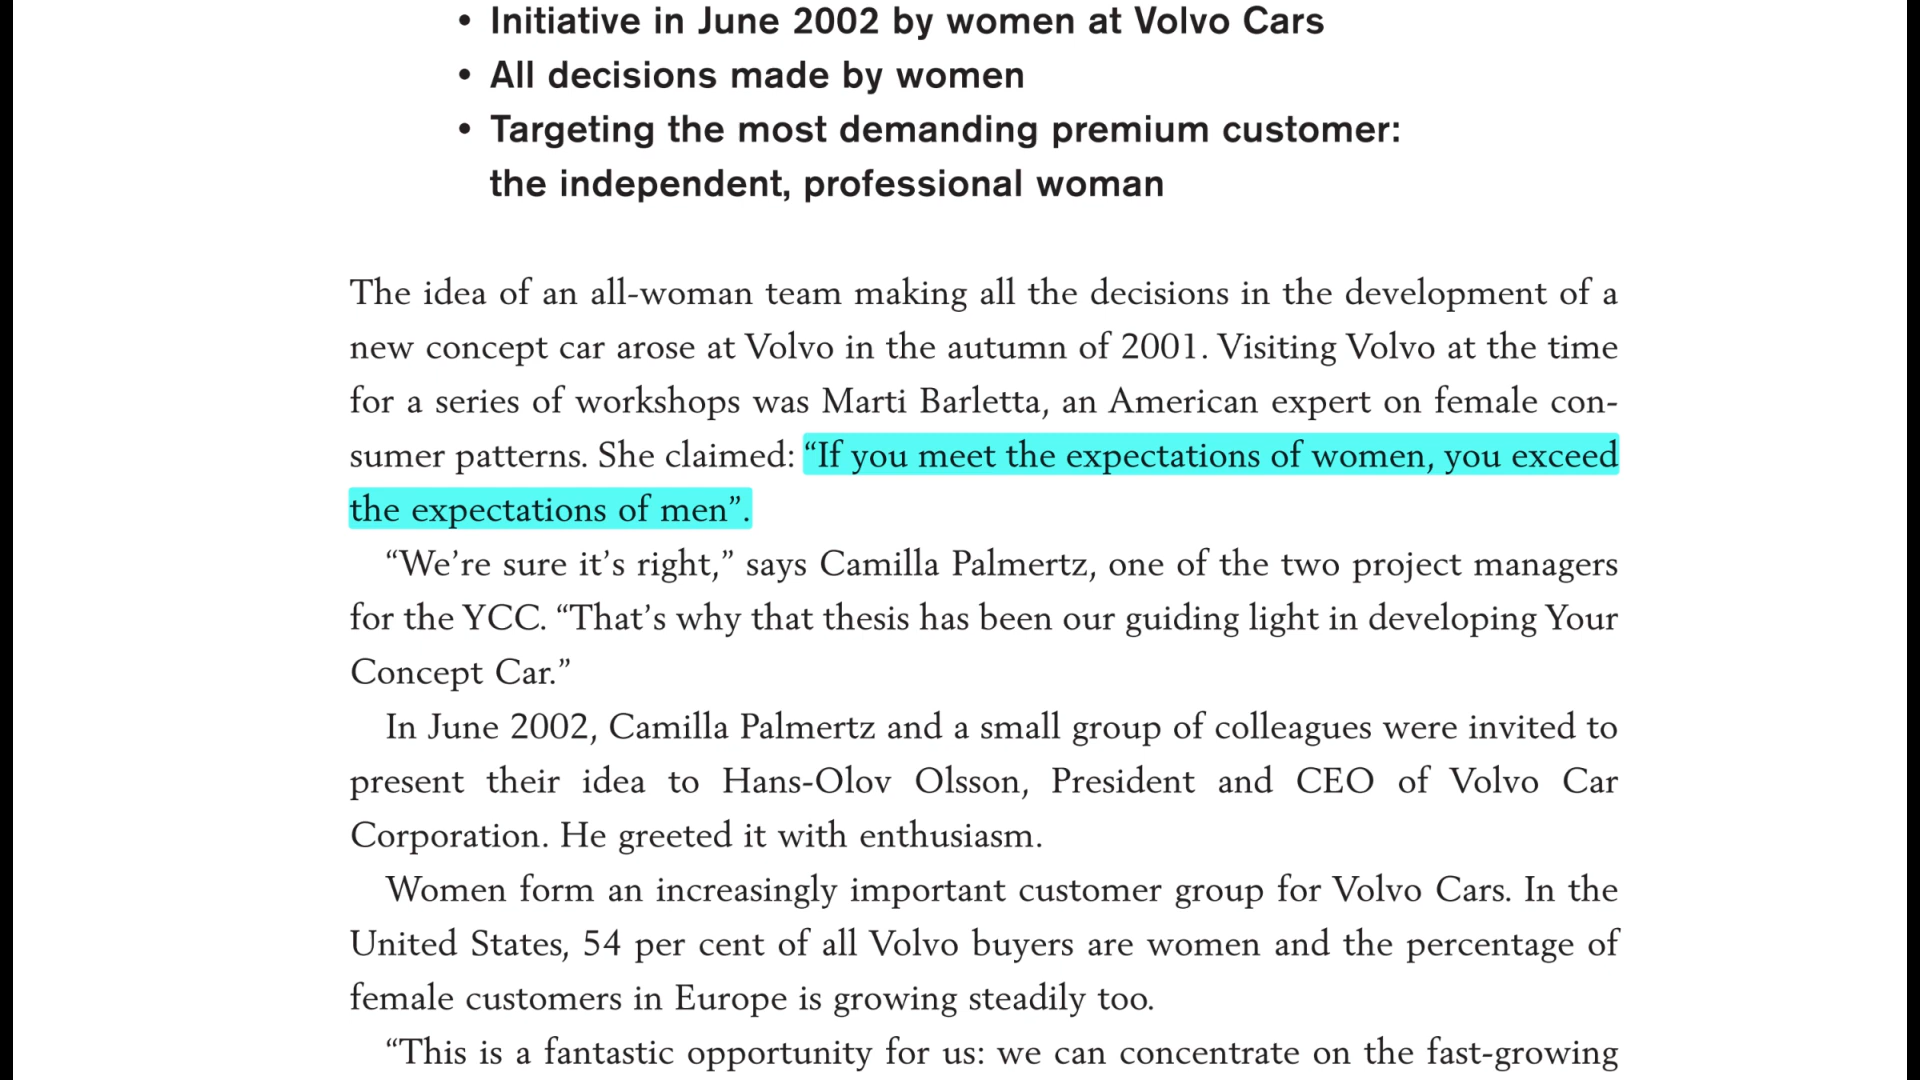 • Initiative in June 2002 by women at Volvo Cars
• All decisions made by women
• Targeting the most demanding premium customer:
the independent, professional woman
The idea of an all-woman team making all the decisions in the development of a
new concept car arose at Volvo in the autumn of 2001. Visiting Volvo at the time
for a series of workshops was Marti Barletta, an American expert on female con-
sumer patterns. She claimed: “If you meet the expectations of women, you exceed
the expectations of men”.
“We’re sure it’s right,” says Camilla Palmertz, one of the two project managers
for the YCC. “That’s why that thesis has been our guiding light in developing Your
Concept Car.”
In June 2002, Camilla Palmertz and a small group of colleagues were invited to
present their idea to Hans-Olov Olsson, President and CEO of Volvo Car
Corporation. He greeted it with enthusiasm.
Women form an increasingly important customer group for Volvo Cars. In the
United States, 54 per cent of all Volvo buyers are women and the percentage of
female customers in Europe is growing steadily too.
“This is a fantastic opportunity for us: we can concentrate on the fast-growing